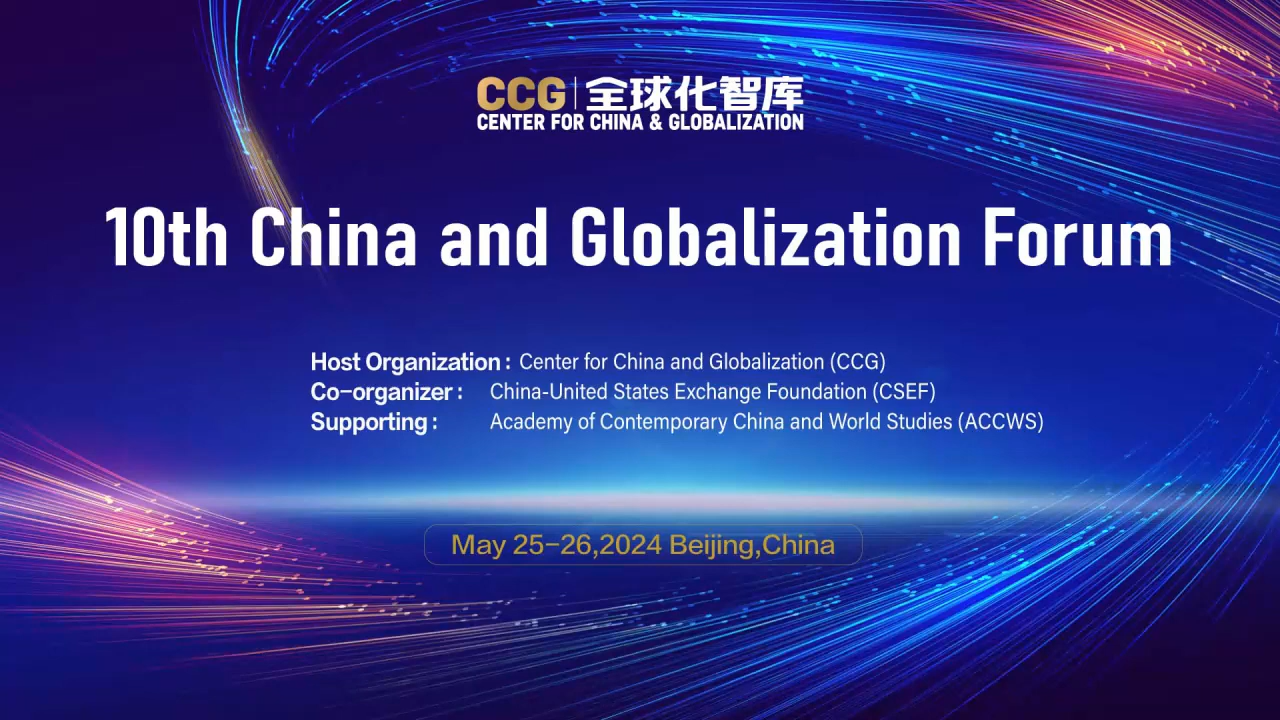 CCG 全球化智库
CENTER FOR CHINA & GLOBALIZATION
10th China and Globalization Forum
Host Organization : Center for China and Globalization (CCG)
Co-organizer : China-United States Exchange Foundation (CSEF)
Supporting : Academy of Contemporary China and World Studies (ACCWS)
May 25-26,2024 Beijing,China